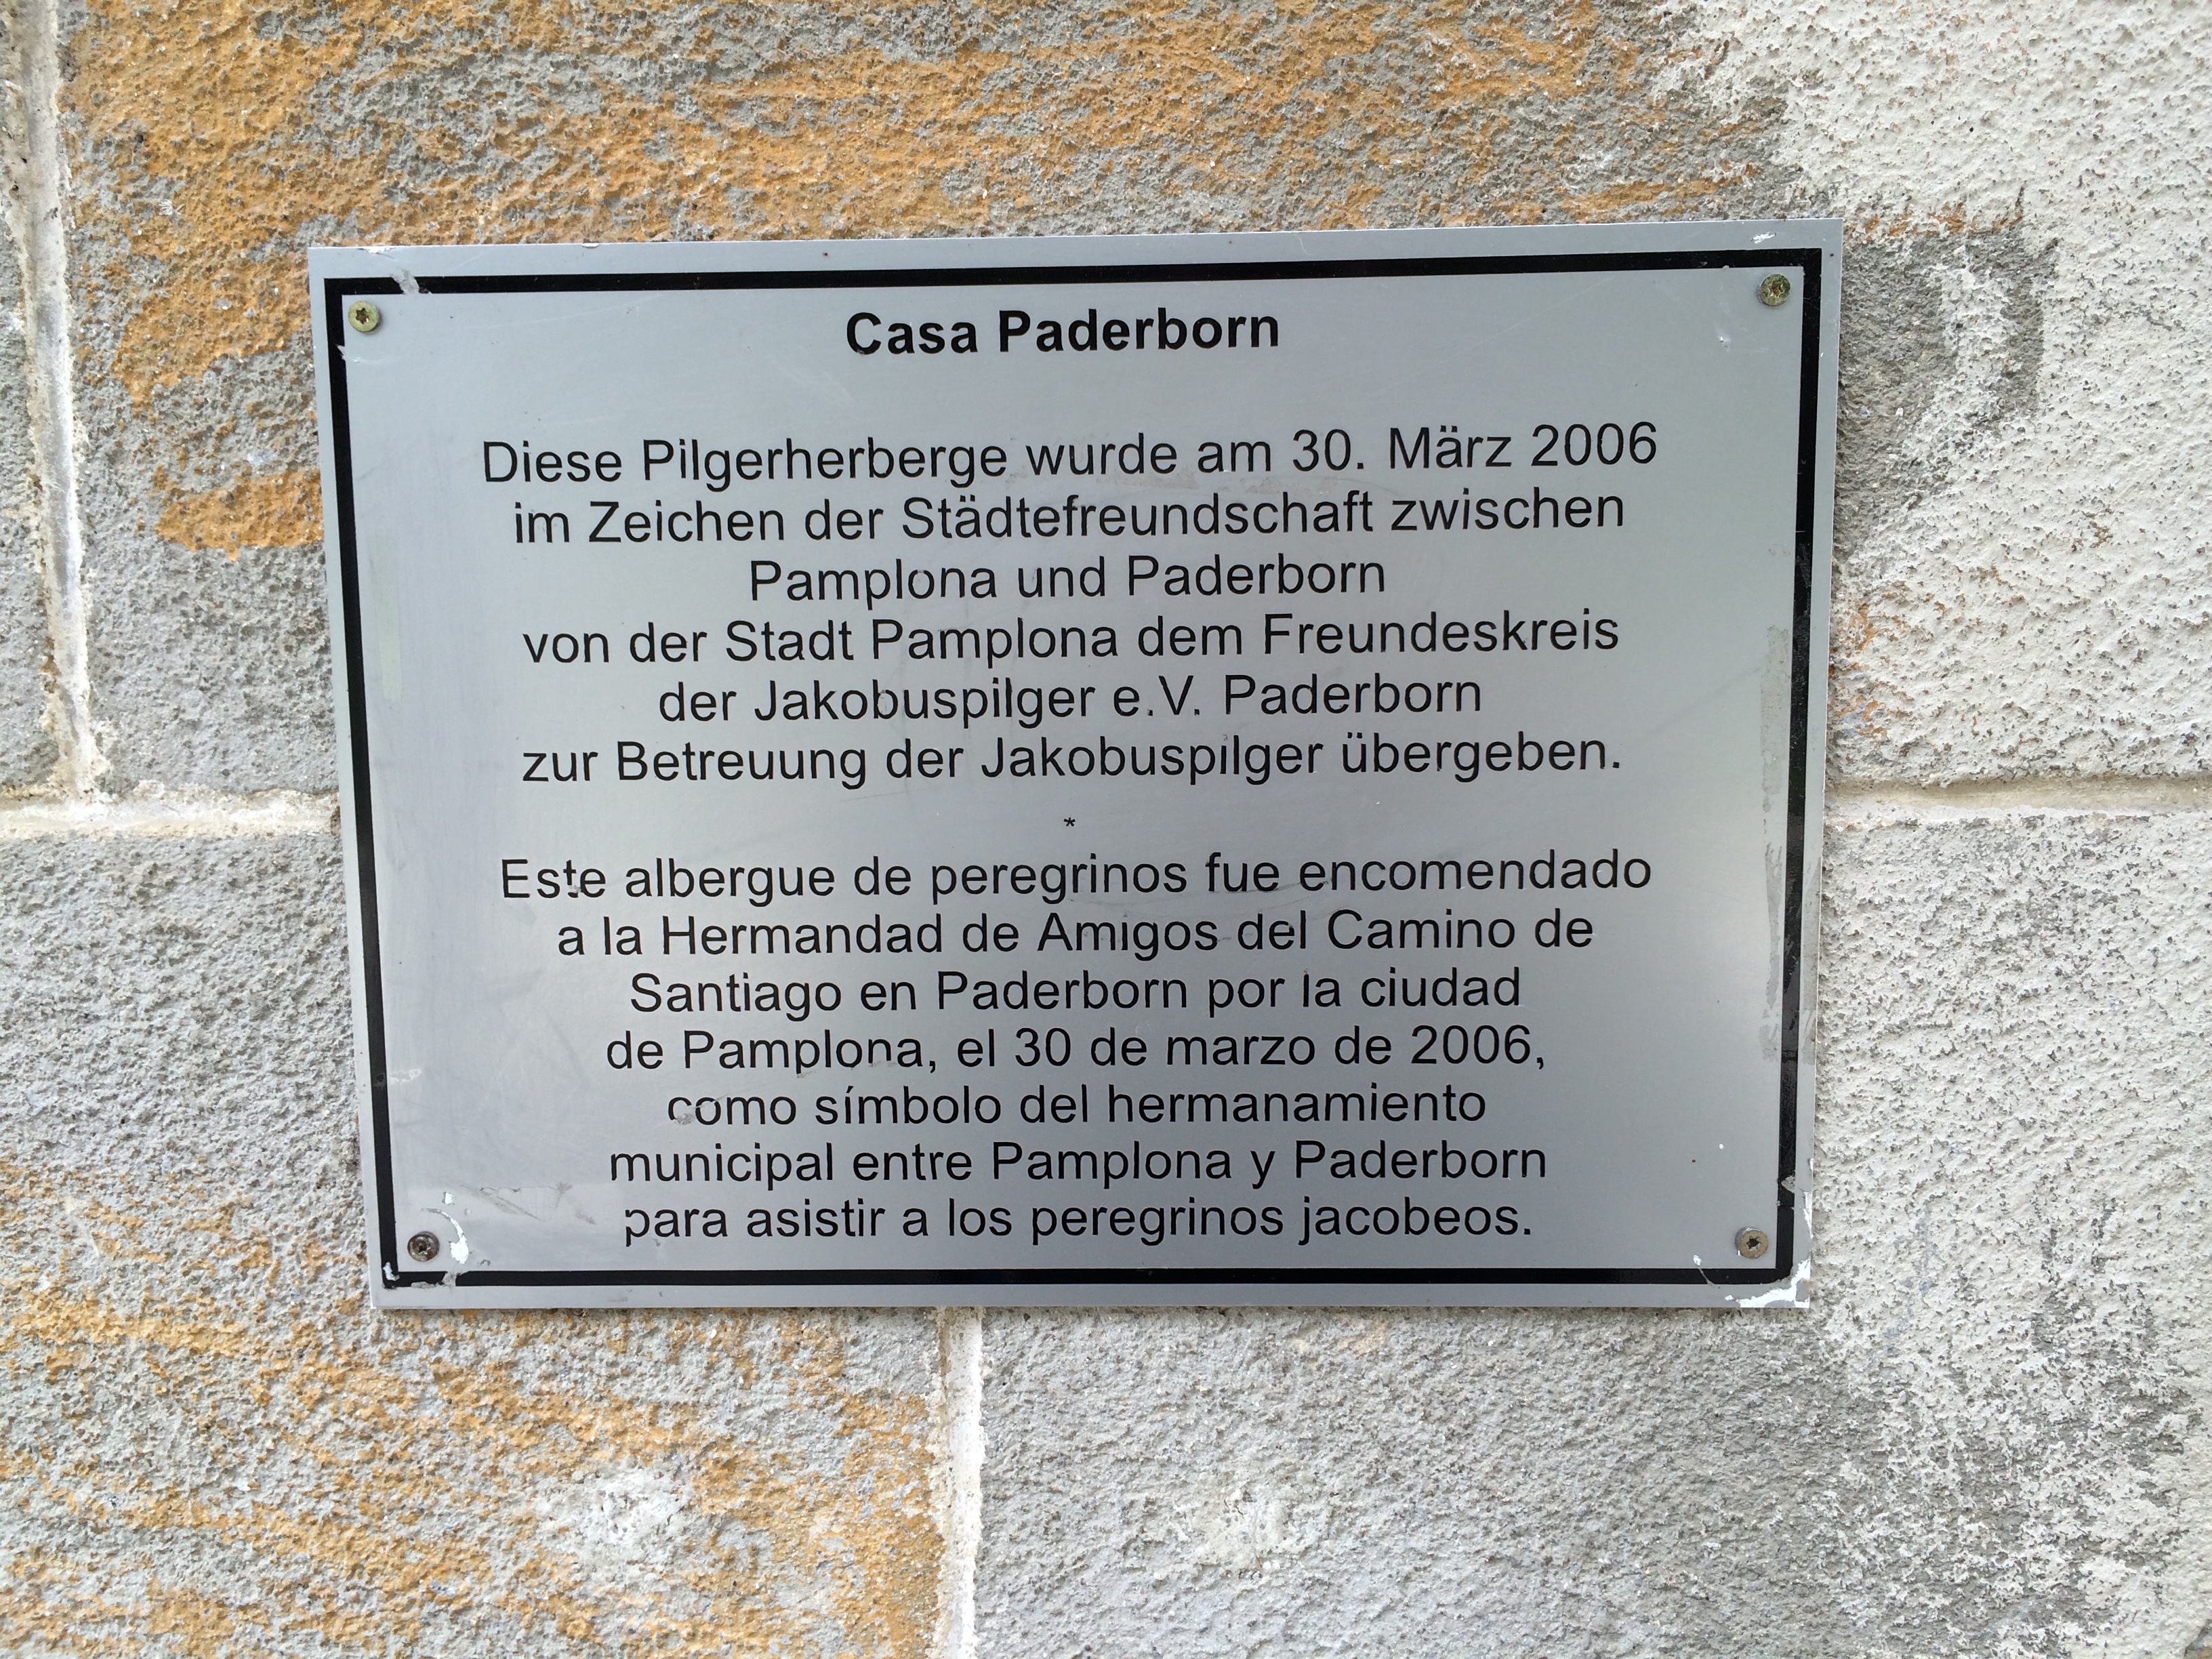 Casa Paderborn
Diese Pilgerherberge wurde am 30. März 2006
im Zeichen der Städtefreundschaft zwischen
Pamplona und Paderborn
von der Stadt Pamplona dem Freundeskreis
der Jakobuspilger e.V. Paderborn
zur Betreuung der Jakobuspilger übergeben.
*
Este albergue de peregrinos fue encomendado
a la Hermandad de Amigos del Camino de
Santiago en Paderborn por la ciudad
de Pamplona, el 30 de marzo de 2006,
como símbolo del hermanamiento
municipal entre Pamplona y Paderborn
para asistir a los peregrinos jacobeos.